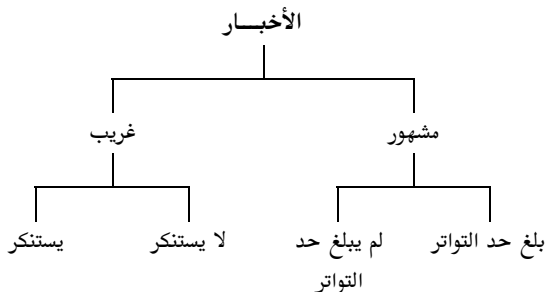 الأخبـــار
مشهور
غريب
بلغ حد التواتر
لم يبلغ حد
التواتر
لا يستنكر
يستنكر